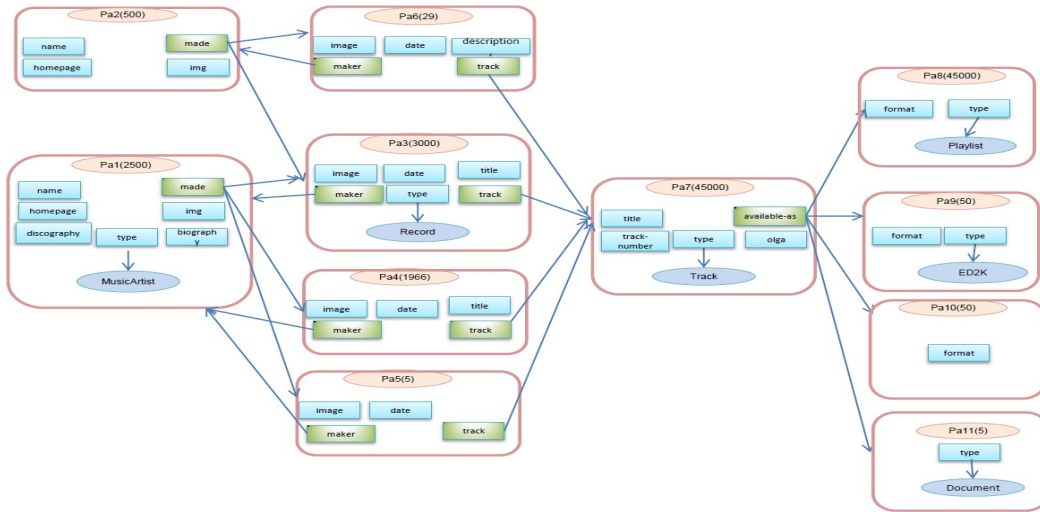 Pa2(500)
name
made
homepage
img
Pa6(29)
image
date
description
maker
track
Pa1(2500)
name
made
homepage
img
discography
type
biograph
y
MusicArtist
Pa3(3000)
image
date
title
maker
type
track
Record
Pa4(1966)
image
date
title
maker
track
Pa5(5)
image
date
maker
track
Pa7(45000)
title
available-as
track-
number
type
olga
Track
Pa8(45000)
format
type
Playlist
Pa9(50)
format
type
ED2K
Pa10(50)
format
Pa11(5)
type
Document